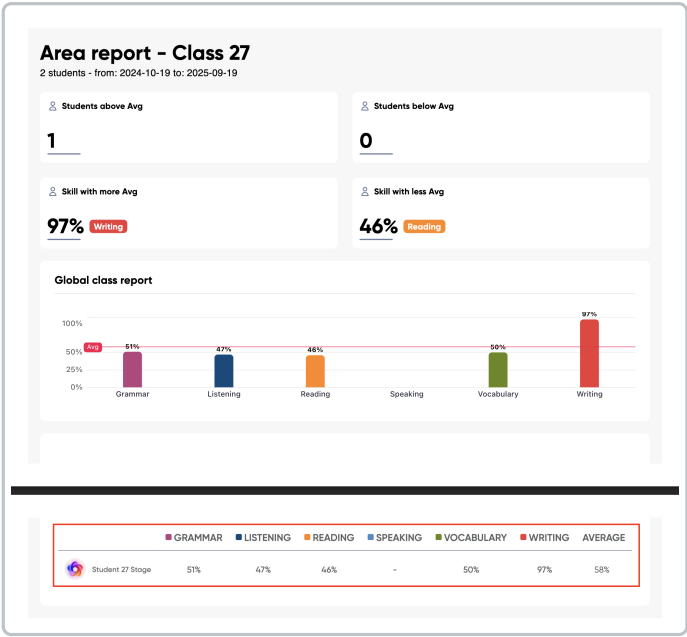 Area report - Class 27
2 students - from: 2024-10-19 to: 2025-09-19
Students above Avg
Students below Avg
1
0
Skill with more Avg
Skill with less Avg
97% Writing
46% Reading
Global class report
100%
50%
25%
0%
Avg
51%
47%
46%
50%
97%
Grammar Listening Reading Speaking Vocabulary Writing
GRAMMAR LISTENING READING SPEAKING VOCABULARY WRITING AVERAGE
Student 27 Stage 51% 47% 46% - 50% 97% 58%